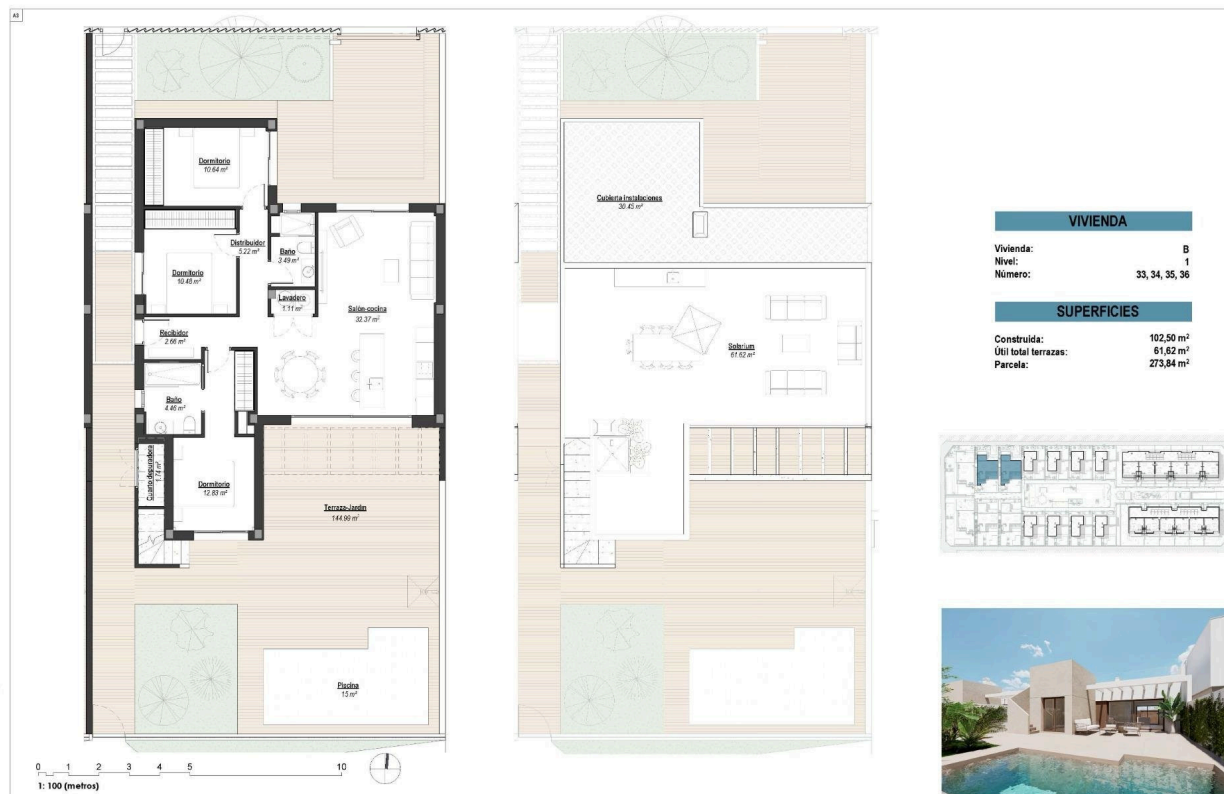 A3
Dormitorio
10.64 m²
Distribuidor
5.22 m²
Baño
3.49 m²
Dormitorio
10.48 m²
Lavadero
1.11 m²
Salón-cocina
32.37 m²
Recibidor
2.66 m²
Baño
4.46 m²
Cuarto depuradora
1.74 m²
Dormitorio
12.83 m²
Terraza-Jardín
144.99 m²
Piscina
15 m²
0 1 2 3 4 5 10
1: 100 (metros)
Cubierta instalaciones
30.45 m²
Solarium
61.62 m²
VIVIENDA
Vivienda: B
Nivel: 1
Número: 33, 34, 35, 36
SUPERFICIES
Construida: 102,50 m²
Útil total terrazas: 61,62 m²
Parcela: 273,84 m²